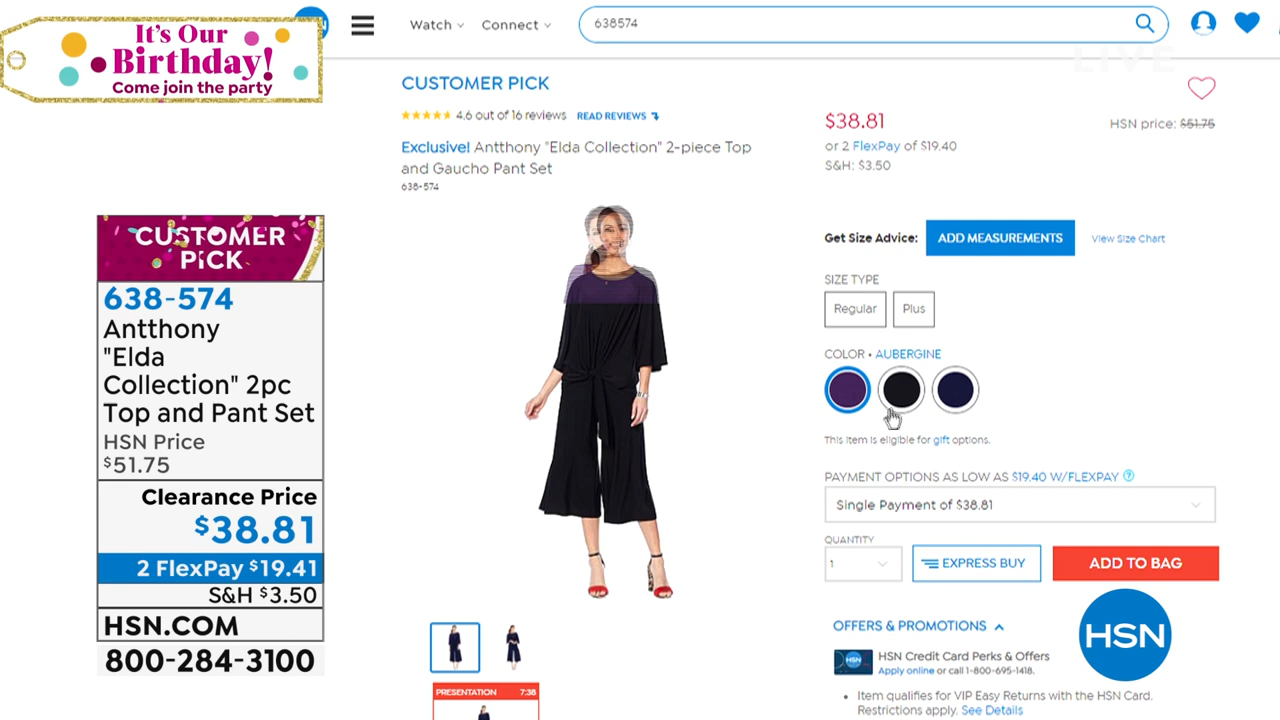 It's Our
Birthday!
Come join the party
Watch
Connect
638574
LIVE
CUSTOMER PICK
4.6 out of 16 reviews READ REVIEWS
Exclusive! Antthony "Elda Collection" 2-piece Top
and Gaucho Pant Set
638-574
$38.81
HSN price: $51.75
or 2 FlexPay of $19.40
S&H: $3.50
Get Size Advice: ADD MEASUREMENTS View Size Chart
SIZE TYPE
Regular Plus
COLOR • AUBERGINE
This item is eligible for gift options.
PAYMENT OPTIONS AS LOW AS $19.40 W/FLEXPAY ?
Single Payment of $38.81
QUANTITY
1
EXPRESS BUY
ADD TO BAG
OFFERS & PROMOTIONS
HSN
HSN Credit Card Perks & Offers
Apply online or call 1-800-695-1418.
• Item qualifies for VIP Easy Returns with the HSN Card.
Restrictions apply. See Details
HSN
PRESENTATION 7:38
CUSTOMER
PICK
638-574
Antthony
"Elda
Collection" 2pc
Top and Pant Set
HSN Price
$51.75
Clearance Price
$38.81
2 FlexPay $19.41
S&H $3.50
HSN.COM
800-284-3100